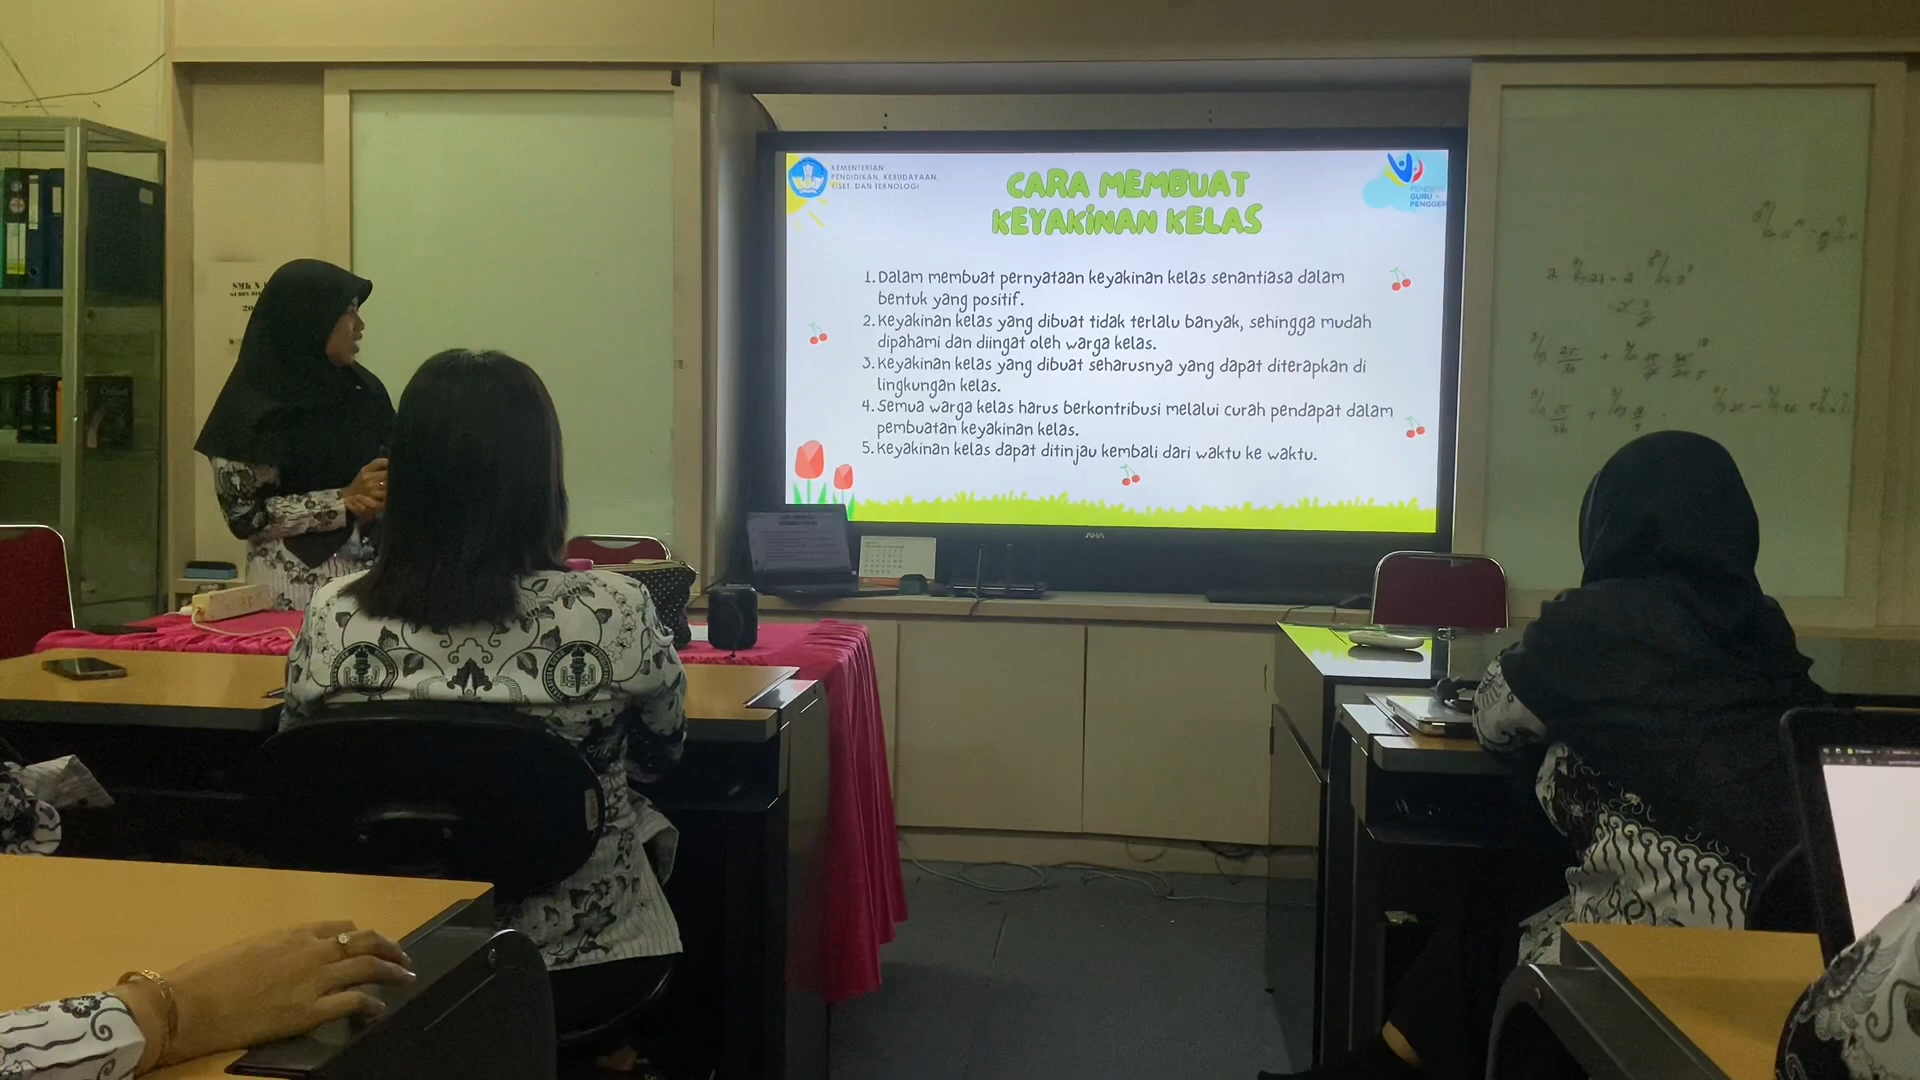 KEMENTERIAN
PENDIDIKAN, KEBUDAYAAN,
RISET, DAN TEKNOLOGI
CARA MEMBUAT
KEYAKINAN KELAS
GURU
PENGGER
1. Dalam membuat pernyataan keyakinan kelas senantiasa dalam
bentuk yang positif.
2. Keyakinan kelas yang dibuat tidak terlalu banyak, sehingga mudah
dipahami dan diingat oleh warga kelas.
3. Keyakinan kelas yang dibuat seharusnya yang dapat diterapkan di
lingkungan kelas.
4. Semua warga kelas harus berkontribusi melalui curah pendapat dalam
pembuatan keyakinan kelas.
5. Keyakinan kelas dapat ditinjau kembali dari waktu ke waktu.
SMK N